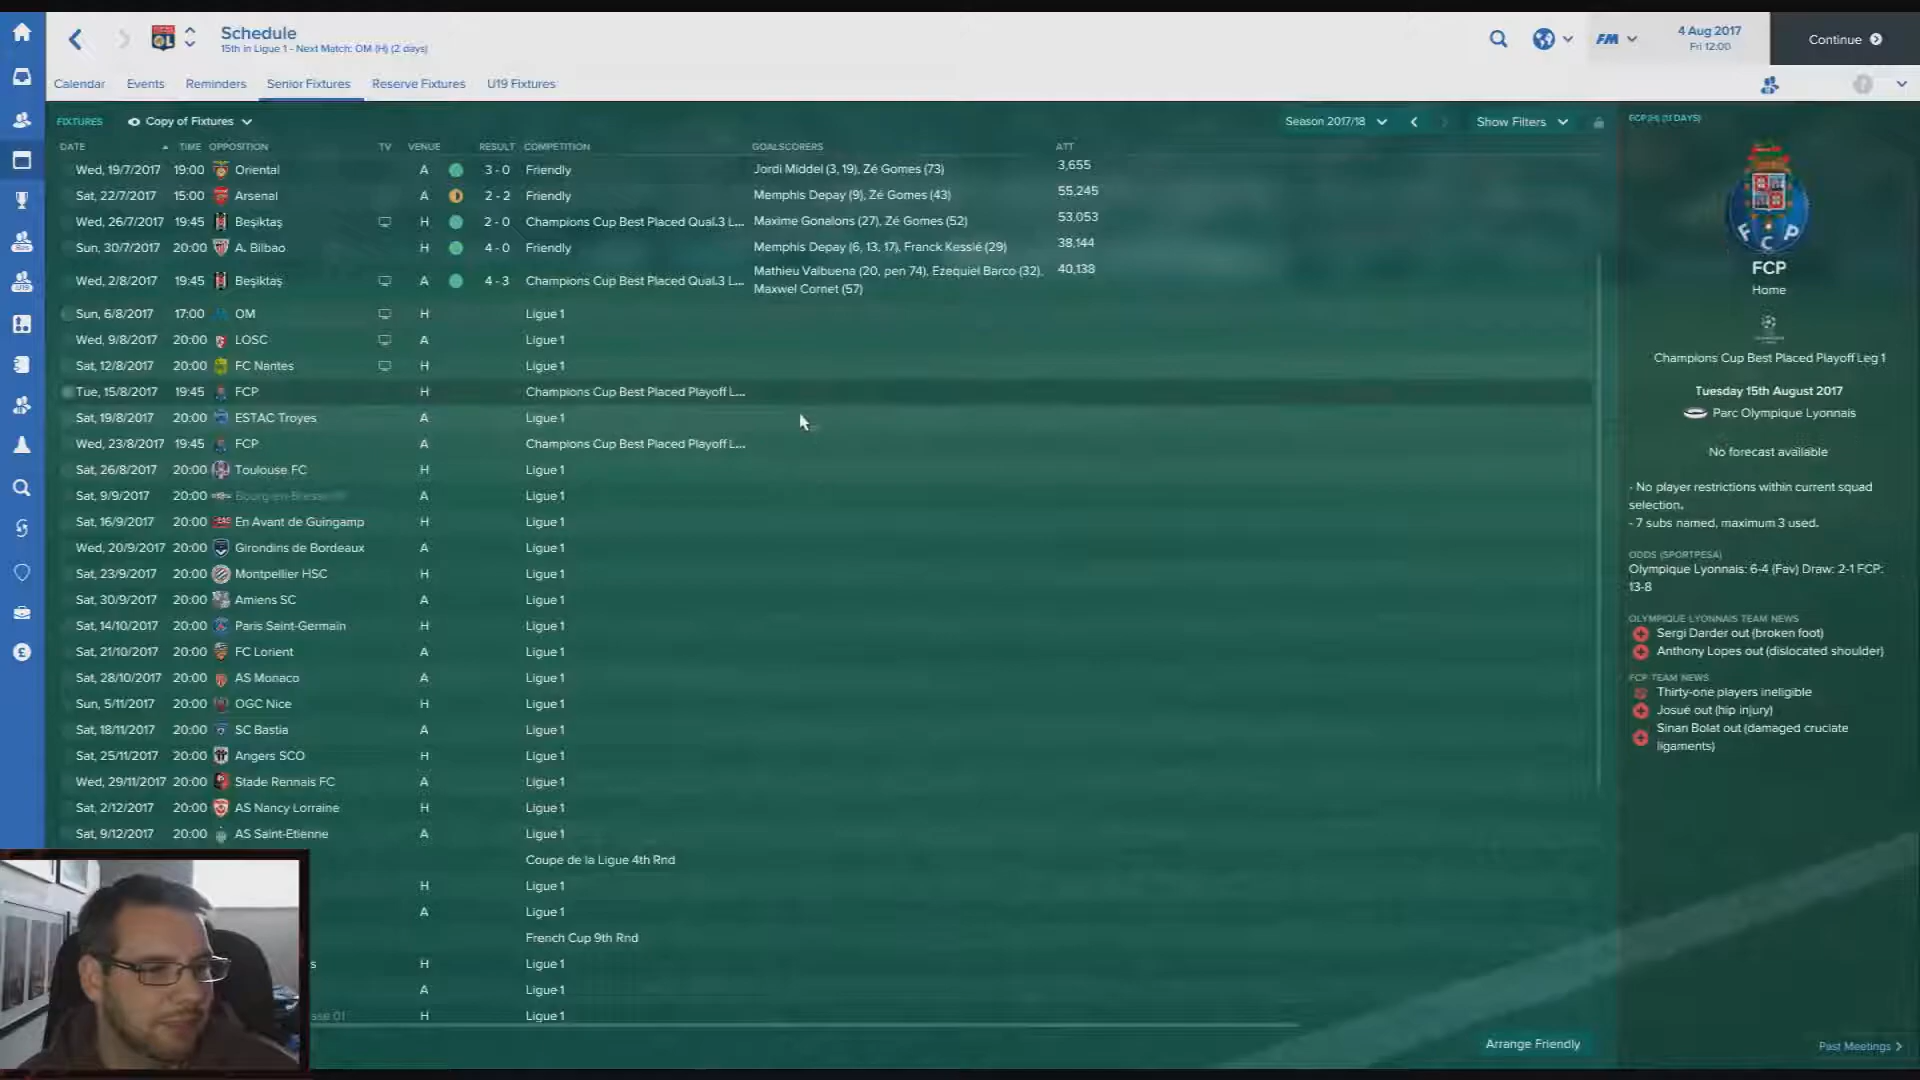 Schedule
15th in Ligue 1 - Next Match: OM (H) (2 days)
FM
4 Aug 2017
Fri 12:00
Continue
Calendar Events Reminders Senior Fixtures Reserve Fixtures U19 Fixtures
FIXTURES Copy of Fixtures Season 2017/18 Show Filters
DATE TIME OPPOSITION TV VENUE RESULT COMPETITION GOALSCORERS ATT
Wed, 19/7/2017 19:00 Oriental A 3 - 0 Friendly Jordi Middel (3, 19), Zé Gomes (73) 3,655
Sat, 22/7/2017 15:00 Arsenal A 2 - 2 Friendly Memphis Depay (9), Zé Gomes (43) 55,245
Wed, 26/7/2017 19:45 Beşiktaş H 2 - 0 Champions Cup Best Placed Qual.3 L... Maxime Gonalons (27), Zé Gomes (52) 53,053
Sun, 30/7/2017 20:00 A. Bilbao H 4 - 0 Friendly Memphis Depay (6, 13, 17), Franck Kessié (29) 38,144
Wed, 2/8/2017 19:45 Beşiktaş A 4 - 3 Champions Cup Best Placed Qual.3 L... Mathieu Valbuena (20, pen 74), Ezequiel Barco (32), 40,138
Maxwel Cornet (57)
Sun, 6/8/2017 17:00 OM H Ligue 1
Wed, 9/8/2017 20:00 LOSC A Ligue 1
Sat, 12/8/2017 20:00 FC Nantes H Ligue 1
Tue, 15/8/2017 19:45 FCP H Champions Cup Best Placed Playoff L...
Sat, 19/8/2017 20:00 ESTAC Troyes A Ligue 1
Wed, 23/8/2017 19:45 FCP A Champions Cup Best Placed Playoff L...
Sat, 26/8/2017 20:00 Toulouse FC H Ligue 1
Sat, 9/9/2017 20:00 Bourg-en-Bresse 01 A Ligue 1
Sat, 16/9/2017 20:00 En Avant de Guingamp H Ligue 1
Wed, 20/9/2017 20:00 Girondins de Bordeaux A Ligue 1
Sat, 23/9/2017 20:00 Montpellier HSC H Ligue 1
Sat, 30/9/2017 20:00 Amiens SC A Ligue 1
Sat, 14/10/2017 20:00 Paris Saint-Germain H Ligue 1
Sat, 21/10/2017 20:00 FC Lorient A Ligue 1
Sat, 28/10/2017 20:00 AS Monaco A Ligue 1
Sun, 5/11/2017 20:00 OGC Nice H Ligue 1
Sat, 18/11/2017 20:00 SC Bastia A Ligue 1
Sat, 25/11/2017 20:00 Angers SCO H Ligue 1
Wed, 29/11/2017 20:00 Stade Rennais FC A Ligue 1
Sat, 2/12/2017 20:00 AS Nancy Lorraine H Ligue 1
Sat, 9/12/2017 20:00 AS Saint-Etienne A Ligue 1
Coupe de la Ligue 4th Rnd
H Ligue 1
A Ligue 1
French Cup 9th Rnd
s H Ligue 1
A Ligue 1
sse 01 H Ligue 1
Arrange Friendly
FCP (H) (11 DAYS)
FCP
FCP
Home
Champions Cup Best Placed Playoff Leg 1
Tuesday 15th August 2017
Parc Olympique Lyonnais
No forecast available
- No player restrictions within current squad
selection.
- 7 subs named, maximum 3 used.
ODDS (SPORTPESA)
Olympique Lyonnais: 6-4 (Fav) Draw: 2-1 FCP:
13-8
OLYMPIQUE LYONNAIS TEAM NEWS
Sergi Darder out (broken foot)
Anthony Lopes out (dislocated shoulder)
FCP TEAM NEWS
Thirty-one players ineligible
Josué out (hip injury)
Sinan Bolat out (damaged cruciate
ligaments)
Past Meetings